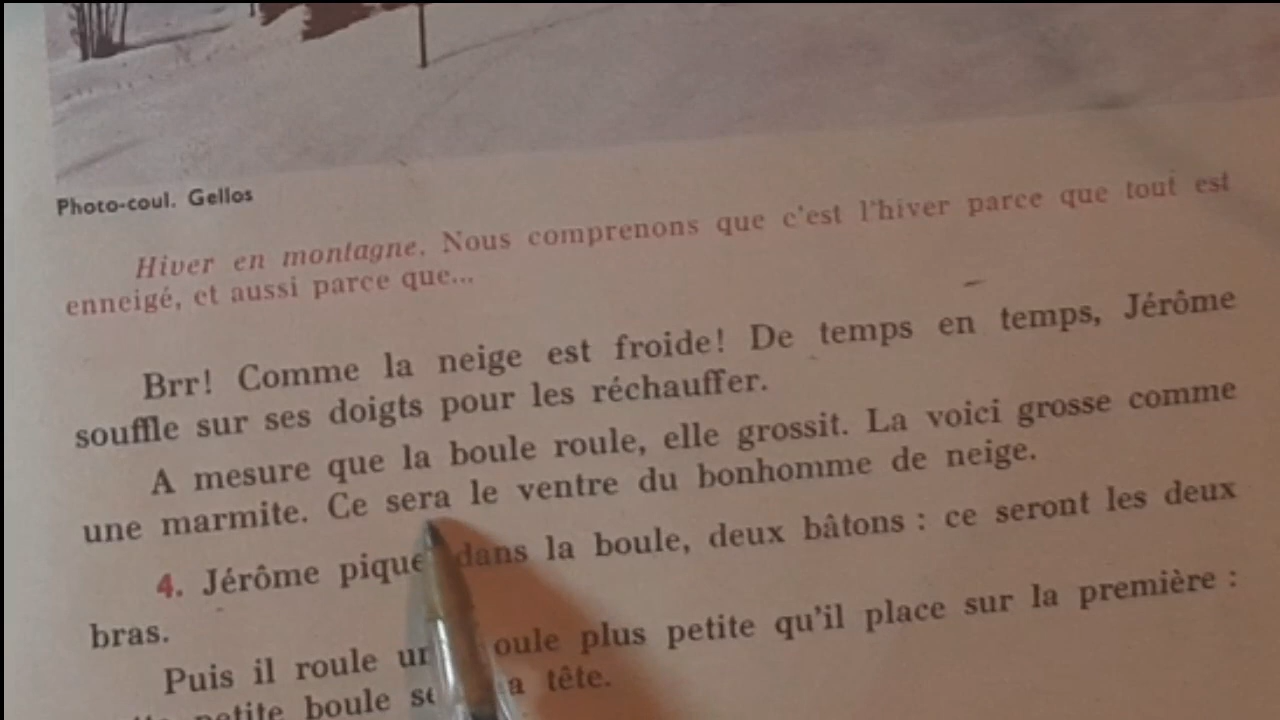 Photo-coul. Gellos
Hiver en montagne. Nous comprenons que c'est l'hiver parce que tout est
enneigé, et aussi parce que...
Brr! Comme la neige est froide! De temps en temps, Jérôme
souffle sur ses doigts pour les réchauffer.
A mesure que la boule roule, elle grossit. La voici grosse comme
une marmite. Ce sera le ventre du bonhomme de neige.
4. Jérôme pique dans la boule, deux bâtons : ce seront les deux
bras.
Puis il roule plus petite qu'il place sur la première :
petite boule tête.